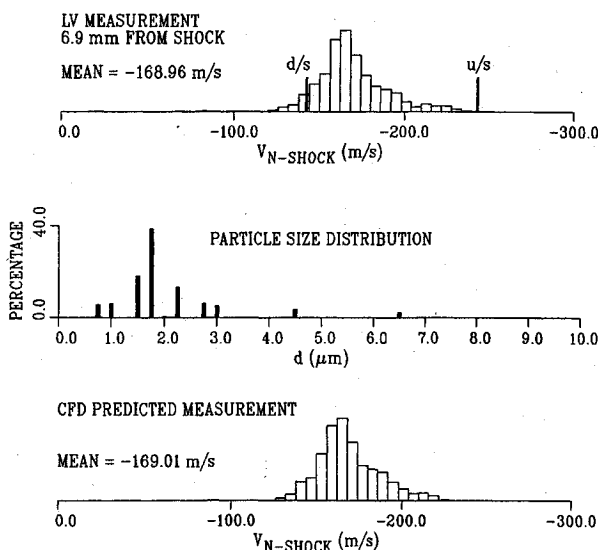 LV MEASUREMENT
6.9 mm FROM SHOCK
MEAN = -168.96 m/s
d/s
u/s
0.0 -100.0 -200.0 -300.0
V N-SHOCK (m/s)
PERCENTAGE
40.0
0.0
PARTICLE SIZE DISTRIBUTION
0.0 1.0 2.0 3.0 4.0 5.0 6.0 7.0 8.0 9.0 10.0
d (μm)
CFD PREDICTED MEASUREMENT
MEAN = -169.01 m/s
0.0 -100.0 -200.0 -300.0
V N-SHOCK (m/s)